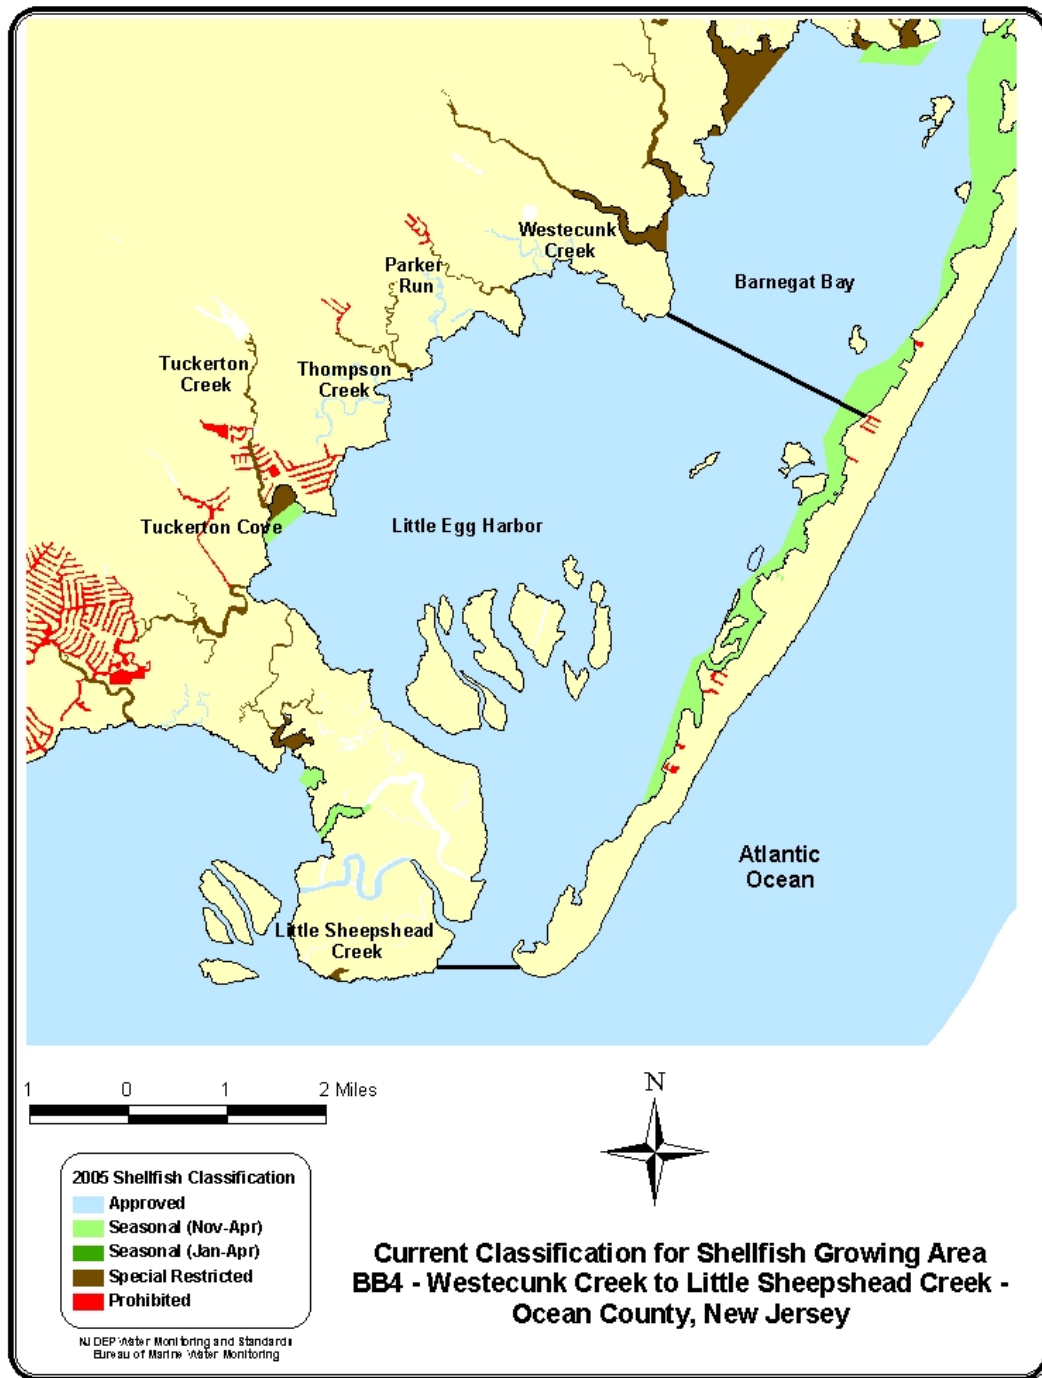 Westecunk
Creek
Parker
Run
Barnegat Bay
Tuckerton
Creek
Thompson
Creek
Tuckerton Cove
Little Egg Harbor
Atlantic
Ocean
Little Sheepshead
Creek
1 0 1 2 Miles
N
2005 Shellfish Classification
Approved
Seasonal (Nov-Apr)
Seasonal (Jan-Apr)
Special Restricted
Prohibited
NJ DEP Water Monitoring and Standards
Bureau of Marine Water Monitoring
Current Classification for Shellfish Growing Area
BB4 - Westecunk Creek to Little Sheepshead Creek -
Ocean County, New Jersey